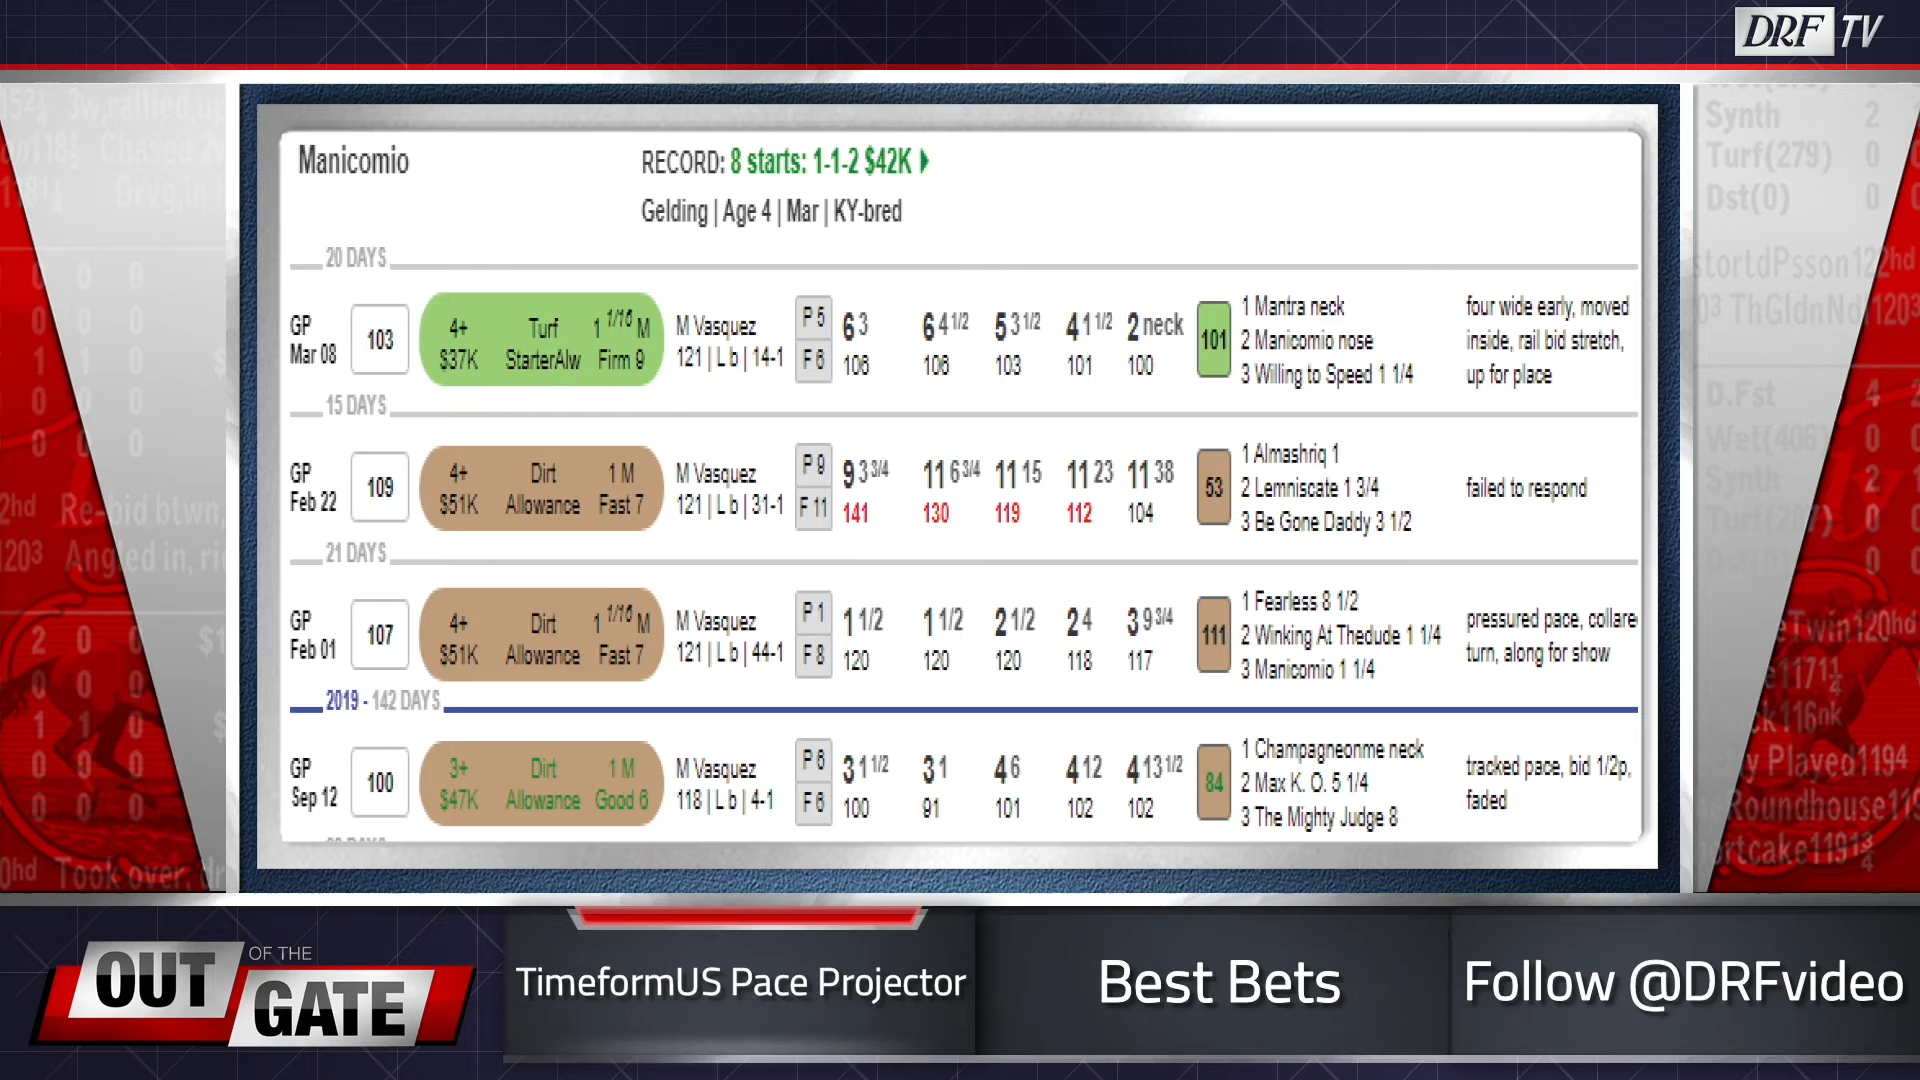 DRF TV
Manicomio
RECORD: 8 starts: 1-1-2 $42K
Gelding | Age 4 | Mar | KY-bred
20 DAYS
GP
Mar 08
103
4+ Turf 1 1/16 M
$37K StarterAlw Firm 9
M Vasquez
121 | L b | 14-1
P 5
F 6
6 3 6 4 1/2 5 3 1/2 4 1 1/2 2 neck
108 106 103 101 100
101
1 Mantra neck
2 Manicomio nose
3 Willing to Speed 1 1/4
four wide early, moved
inside, rail bid stretch,
up for place
15 DAYS
GP
Feb 22
109
4+ Dirt 1 M
$51K Allowance Fast 7
M Vasquez
121 | L b | 31-1
P 9
F 11
9 3 3/4 11 6 3/4 11 15 11 23 11 38
141 130 119 112 104
53
1 Almashriq 1
2 Lemniscate 1 3/4
3 Be Gone Daddy 3 1/2
failed to respond
21 DAYS
GP
Feb 01
107
4+ Dirt 1 1/16 M
$51K Allowance Fast 7
M Vasquez
121 | L b | 44-1
P 1
F 8
1 1/2 1 1/2 2 1/2 2 4 3 9 3/4
120 120 120 118 117
111
1 Fearless 8 1/2
2 Winking At Thedude 1 1/4
3 Manicomio 1 1/4
pressured pace, collare
turn, along for show
2019 - 142 DAYS
GP
Sep 12
100
3+ Dirt 1 M
$47K Allowance Good 6
M Vasquez
118 | L b | 4-1
P 6
F 6
3 1 1/2 3 1 4 6 4 12 4 13 1/2
100 91 101 102 102
84
1 Champagneonme neck
2 Max K. O. 5 1/4
3 The Mighty Judge 8
tracked pace, bid 1/2p,
faded
OUT OF THE GATE
TimeformUS Pace Projector
Best Bets
Follow @DRFvideo